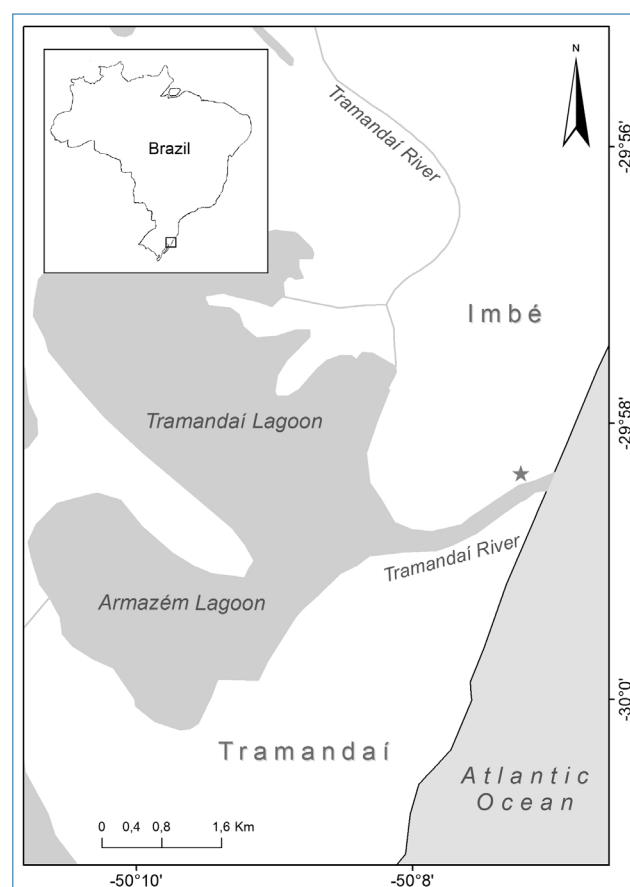 N
Brazil
Tramandaí River
-29°56'
Imbé
Tramandaí Lagoon
-29°58'
Tramandaí River
Armazém Lagoon
-30°0'
Tramandaí
Atlantic
Ocean
0 0,4 0,8 1,6 Km
-50°10' -50°8'